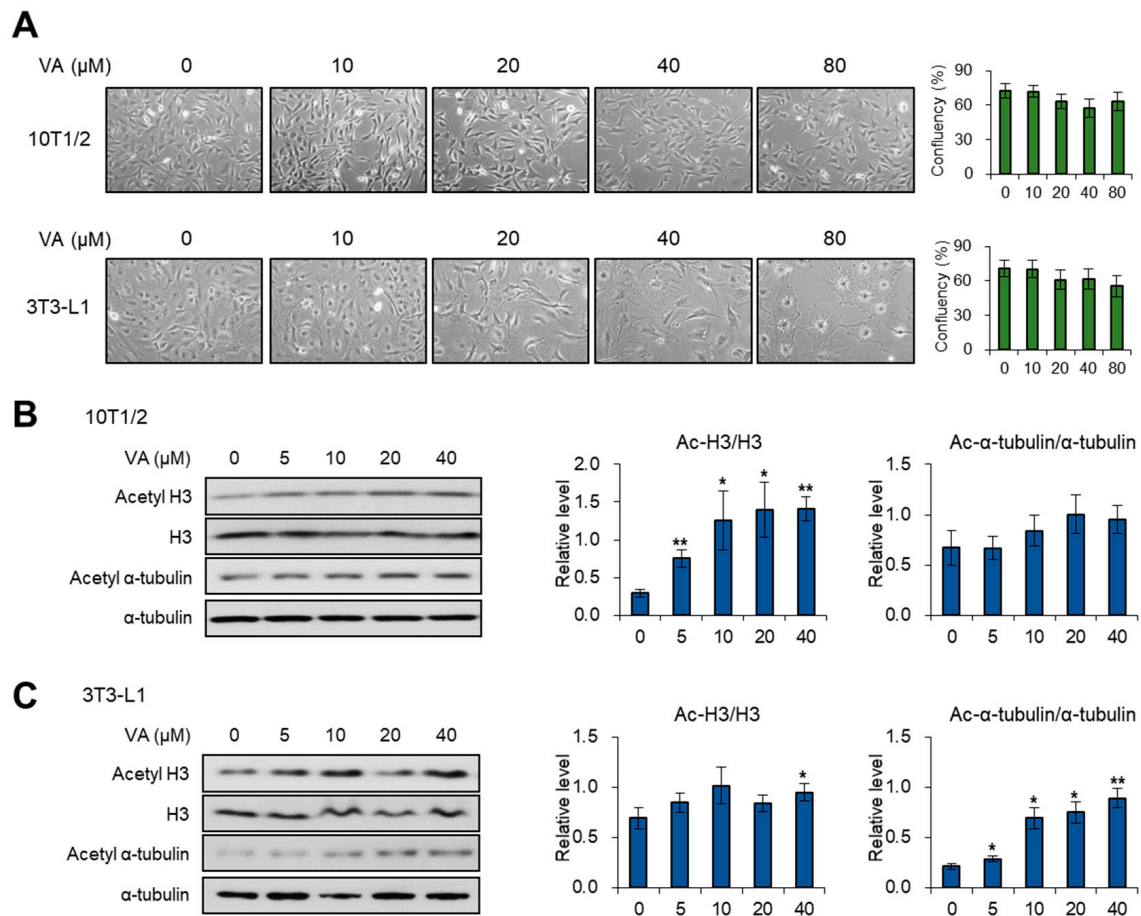 A
VA (µM) 0 10 20 40 80
10T1/2
Confluency (%)
90
60
30
0
0 10 20 40 80
VA (µM) 0 10 20 40 80
3T3-L1
Confluency (%)
90
60
30
0
0 10 20 40 80
B 10T1/2
VA (µM) 0 5 10 20 40
Acetyl H3
H3
Acetyl α-tubulin
α-tubulin
Ac-H3/H3
Relative level
2.0
1.5
1.0
0.5
0.0
** * * **
0 5 10 20 40
Ac-α-tubulin/α-tubulin
Relative level
1.5
1.0
0.5
0.0
0 5 10 20 40
C 3T3-L1
VA (µM) 0 5 10 20 40
Acetyl H3
H3
Acetyl α-tubulin
α-tubulin
Ac-H3/H3
Relative level
1.5
1.0
0.5
0.0
*
0 5 10 20 40
Ac-α-tubulin/α-tubulin
Relative level
1.5
1.0
0.5
0.0
* * * **
0 5 10 20 40